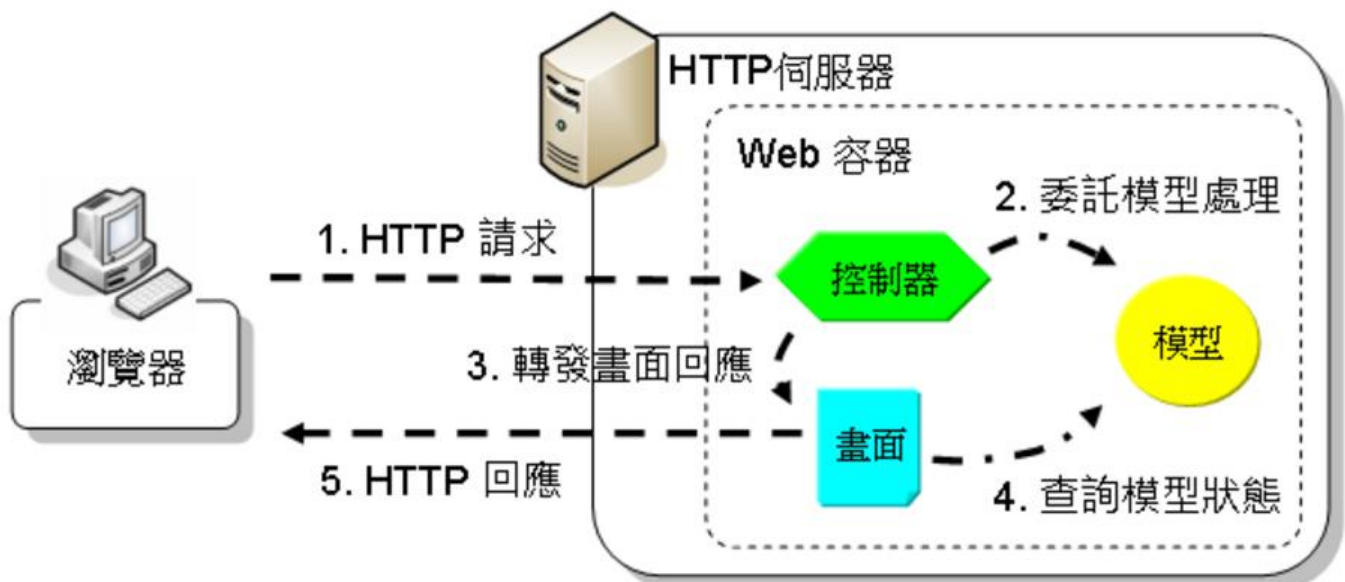 HTTP伺服器
Web 容器
2. 委託模型處理
1. HTTP 請求
控制器
模型
瀏覽器
3. 轉發畫面回應
畫面
5. HTTP 回應
4. 查詢模型狀態